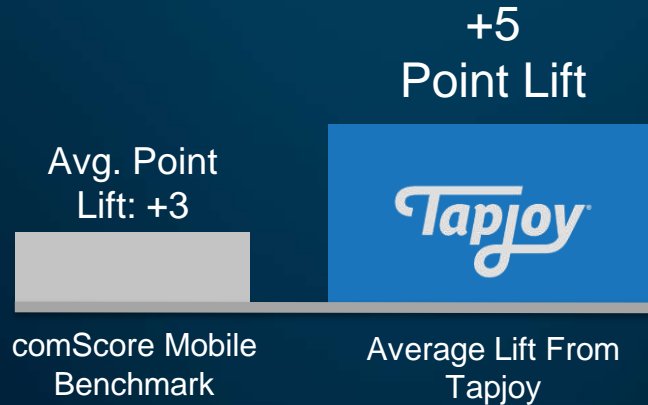 +5
Point Lift
Avg. Point
Lift: +3
Tapjoy®
comScore Mobile
Benchmark
Average Lift From
Tapjoy